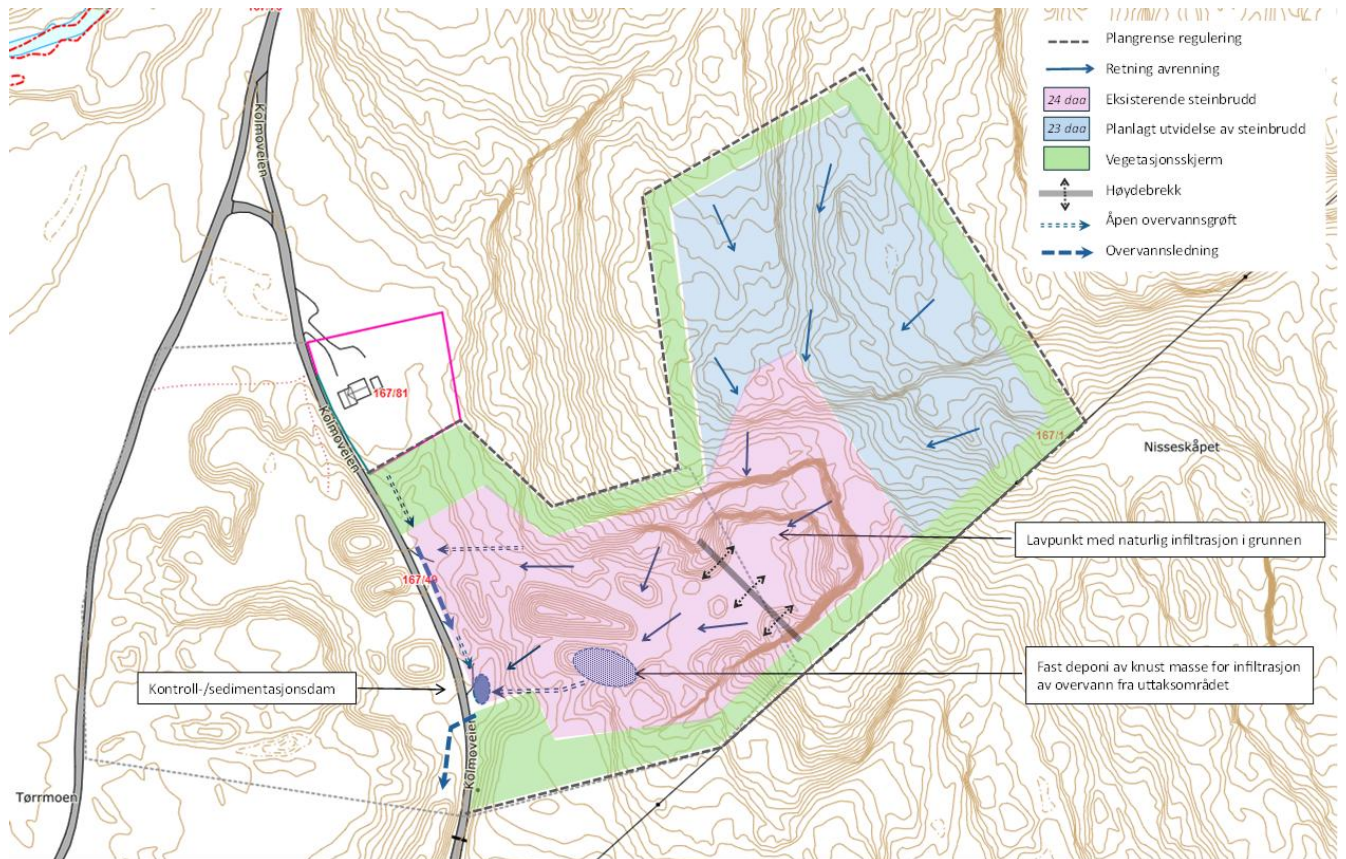 Plangrense regulering
Retning avrenning
24 daa Eksisterende steinbrudd
23 daa Planlagt utvidelse av steinbrudd
Vegetasjonsskjerm
Høydebrekk
Åpen overvannsgrøft
Overvannsledning
Kolmoveien
167/81
Kolmoveien
167/1
Nisseskåpet
Lavpunkt med naturlig infiltrasjon i grunnen
Fast deponi av knust masse for infiltrasjon
av overvann fra uttaksområdet
Kontroll-/sedimentasjonsdam
Kolmoveien
Tørrmoen